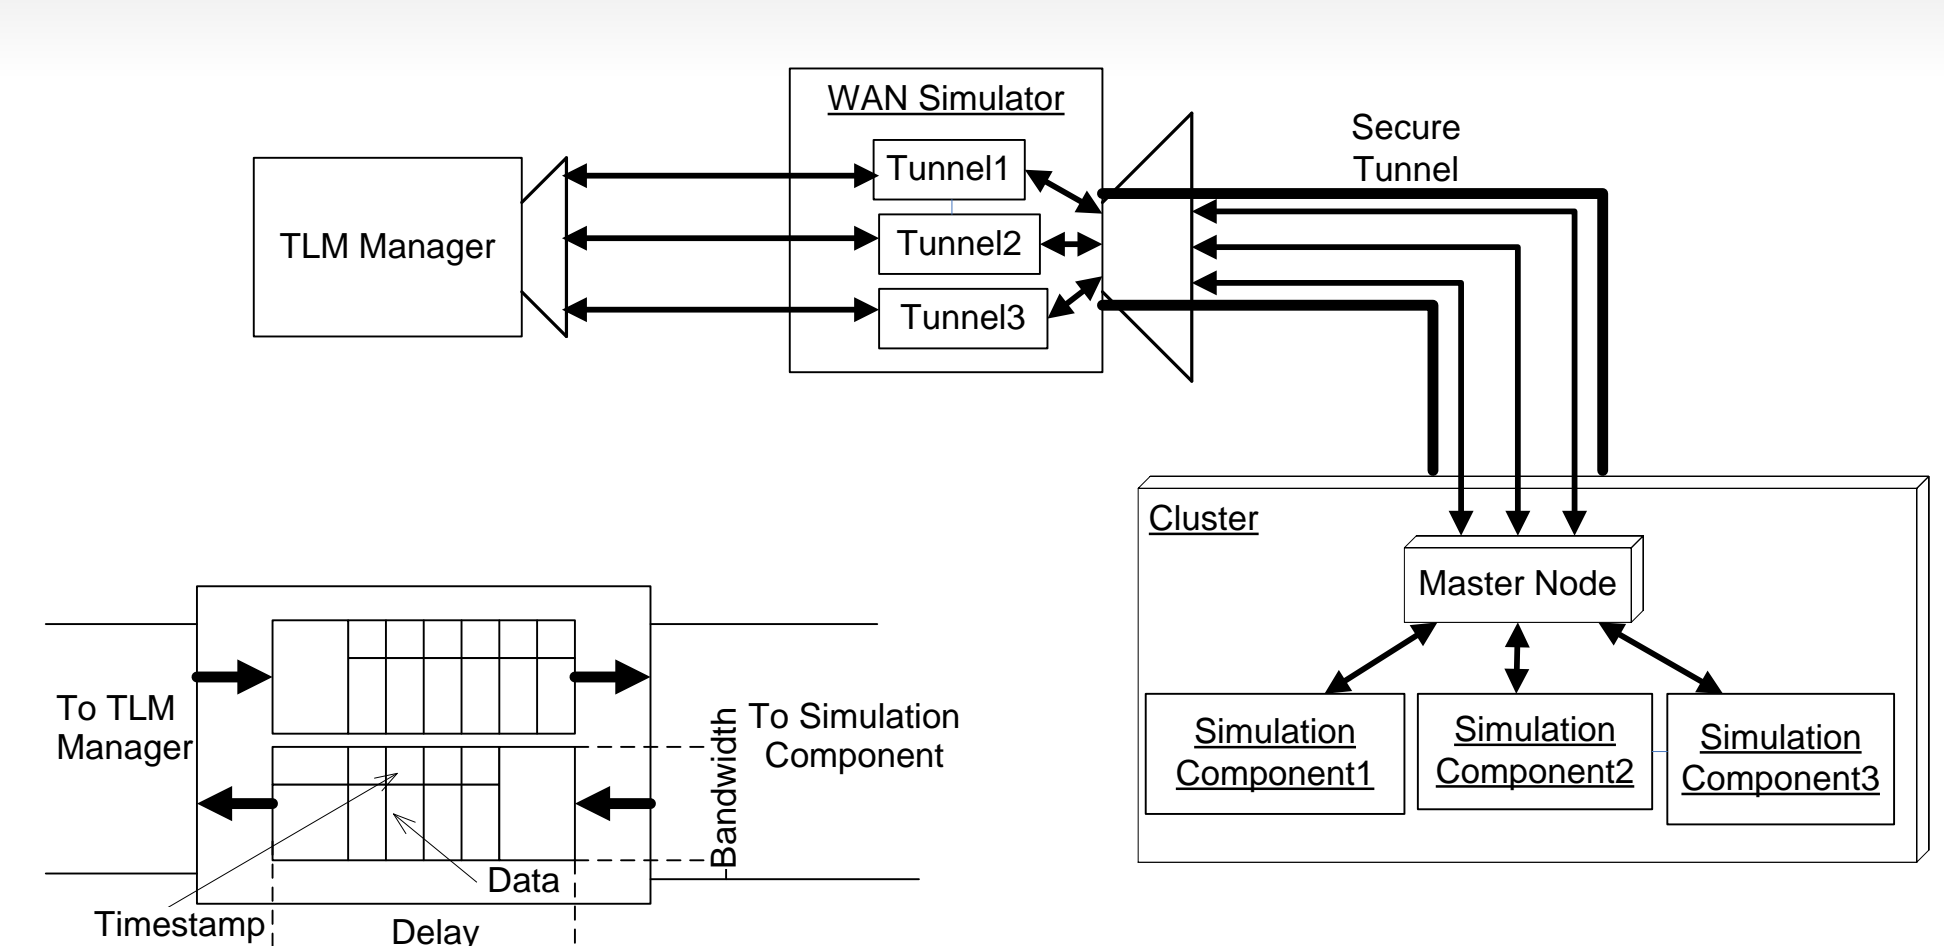 WAN Simulator
Secure
Tunnel
Tunnel1
TLM Manager
Tunnel2
Tunnel3
Cluster
Master Node
Simulation
Component1
Simulation
Component2
Simulation
Component3
To TLM
Manager
Bandwidth
To Simulation
Component
Data
Timestamp
Delay